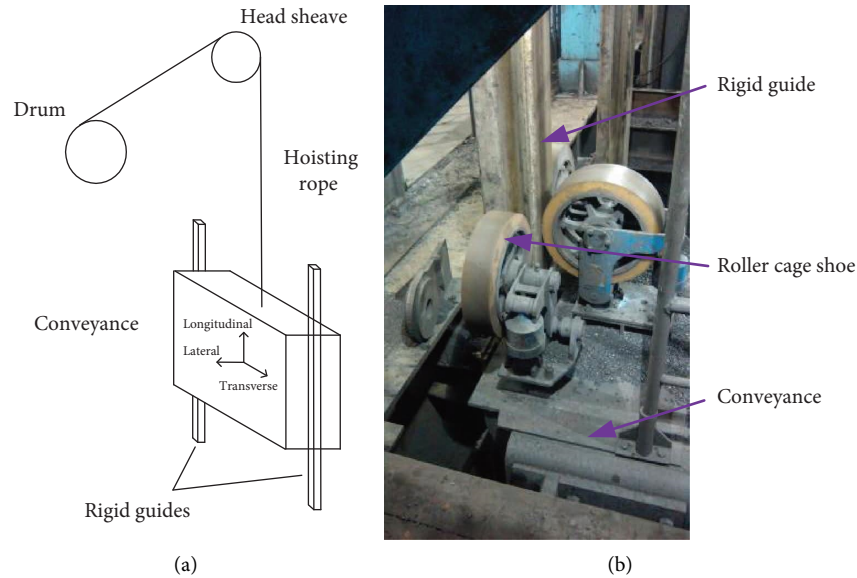 Head sheave
Drum
Hoisting
rope
Conveyance
Longitudinal
Lateral
Transverse
Rigid guides
(a)
Rigid guide
Roller cage shoe
Conveyance
(b)